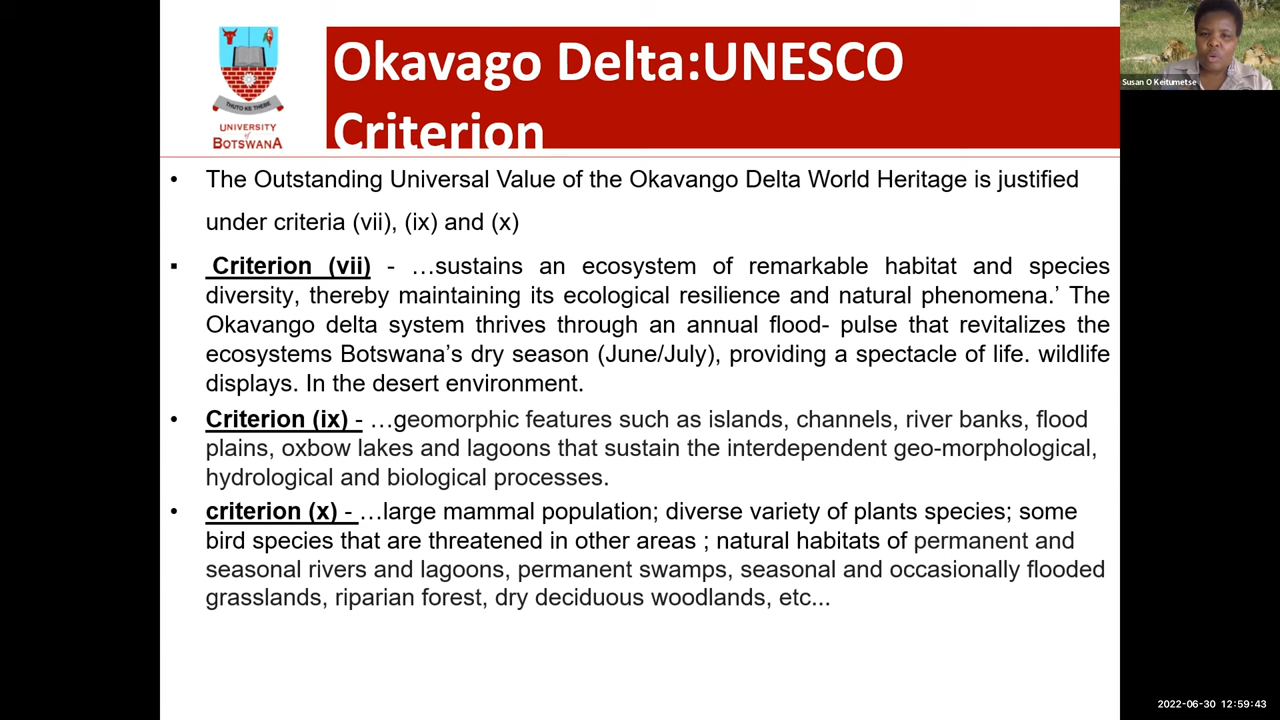 Okavago Delta:UNESCO
Criterion
THUTO KE THEBE
UNIVERSITY
of
BOTSWANA
Susan O Keitumetse
• The Outstanding Universal Value of the Okavango Delta World Heritage is justified
under criteria (vii), (ix) and (x)
▪ Criterion (vii) - …sustains an ecosystem of remarkable habitat and species
diversity, thereby maintaining its ecological resilience and natural phenomena.’ The
Okavango delta system thrives through an annual flood- pulse that revitalizes the
ecosystems Botswana’s dry season (June/July), providing a spectacle of life. wildlife
displays. In the desert environment.
• Criterion (ix) - …geomorphic features such as islands, channels, river banks, flood
plains, oxbow lakes and lagoons that sustain the interdependent geo-morphological,
hydrological and biological processes.
• criterion (x) - …large mammal population; diverse variety of plants species; some
bird species that are threatened in other areas ; natural habitats of permanent and
seasonal rivers and lagoons, permanent swamps, seasonal and occasionally flooded
grasslands, riparian forest, dry deciduous woodlands, etc...
2022-06-30 12:59:43